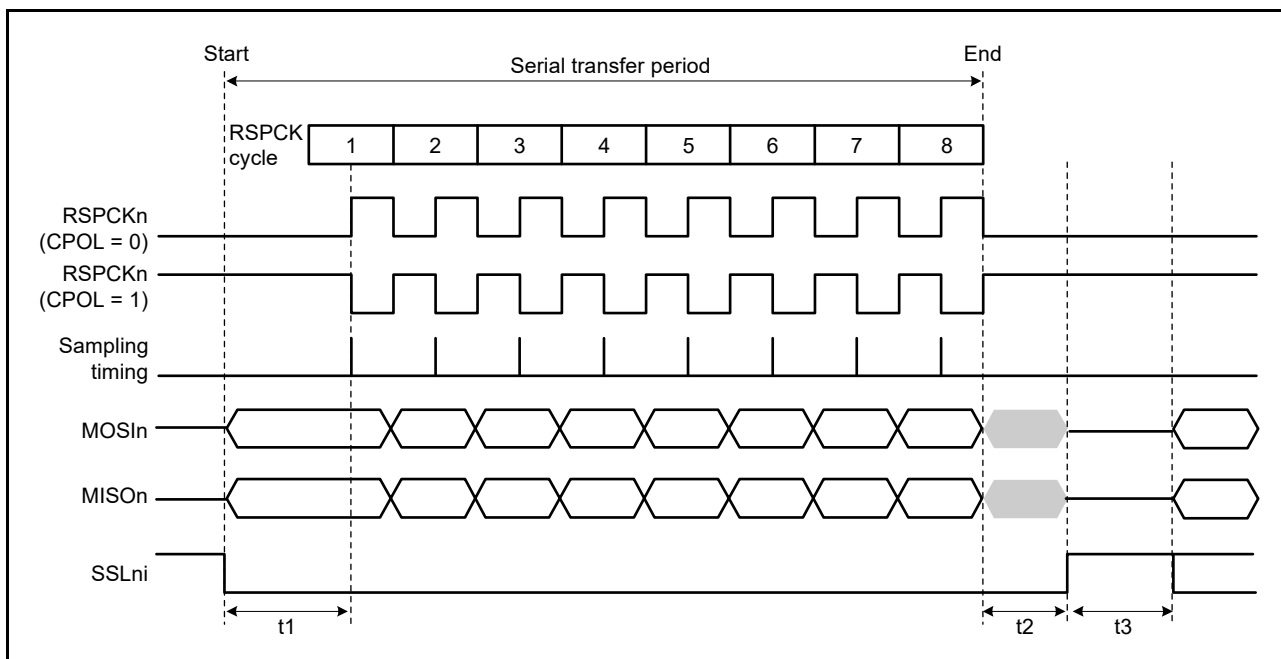 Start
End
Serial transfer period
RSPCK
cycle
1 2 3 4 5 6 7 8
RSPCKn
(CPOL = 0)
RSPCKn
(CPOL = 1)
Sampling
timing
MOSIn
MISOn
SSLni
t1
t2
t3